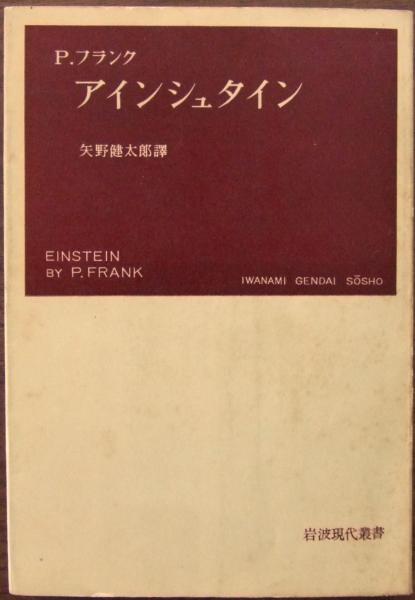 P.フランク
アインシュタイン
矢野健太郎譯
EINSTEIN
BY P. FRANK
IWANAMI GENDAI SŌSHO
岩波現代叢書